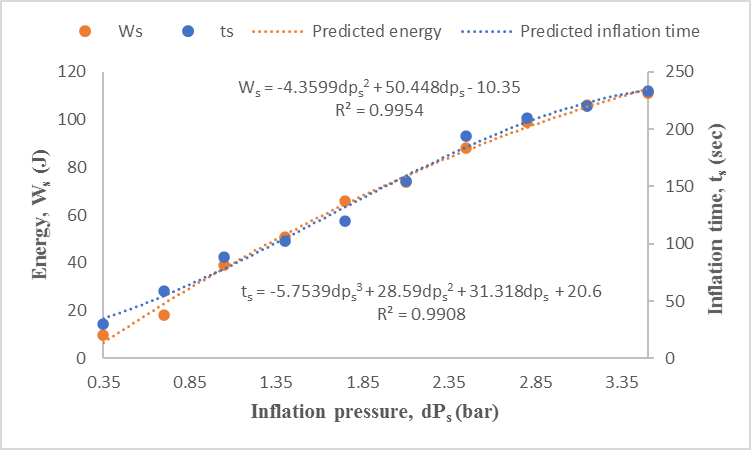 Ws ts Predicted energy Predicted inflation time
120 250
100 200
80 150
60 100
40 50
20 0
0
Wₛ = -4.3599dpₛ² + 50.448dpₛ - 10.35
R² = 0.9954
tₛ = -5.7539dpₛ³ + 28.59dpₛ² + 31.318dpₛ + 20.6
R² = 0.9908
Energy, Wₛ (J)
Inflation time, tₛ (sec)
0.35 0.85 1.35 1.85 2.35 2.85 3.35
Inflation pressure, dPₛ (bar)